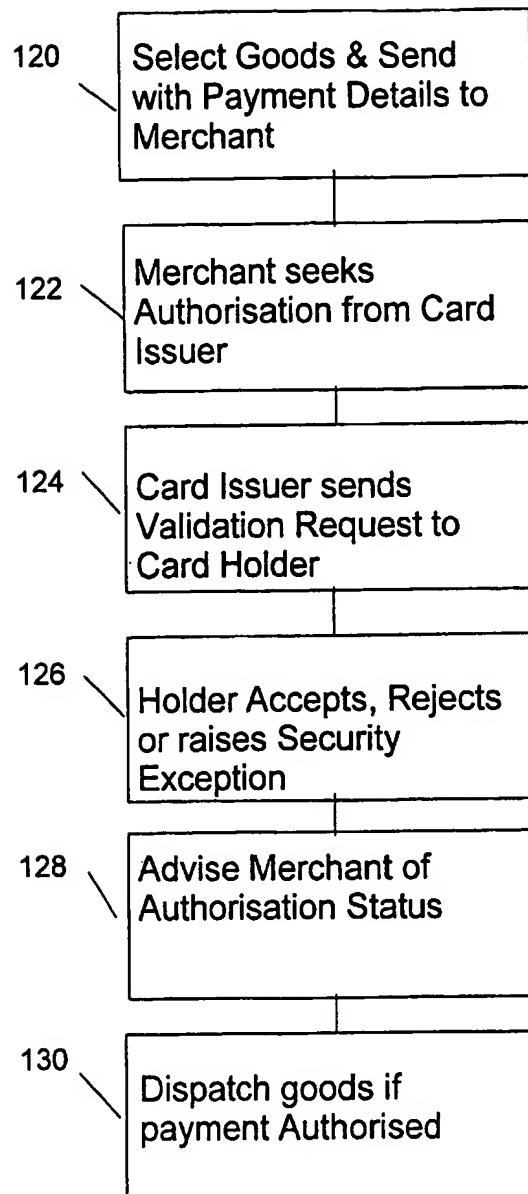 120
Select Goods & Send
with Payment Details to
Merchant
122
Merchant seeks
Authorisation from Card
Issuer
124
Card Issuer sends
Validation Request to
Card Holder
126
Holder Accepts, Rejects
or raises Security
Exception
128
Advise Merchant of
Authorisation Status
130
Dispatch goods if
payment Authorised